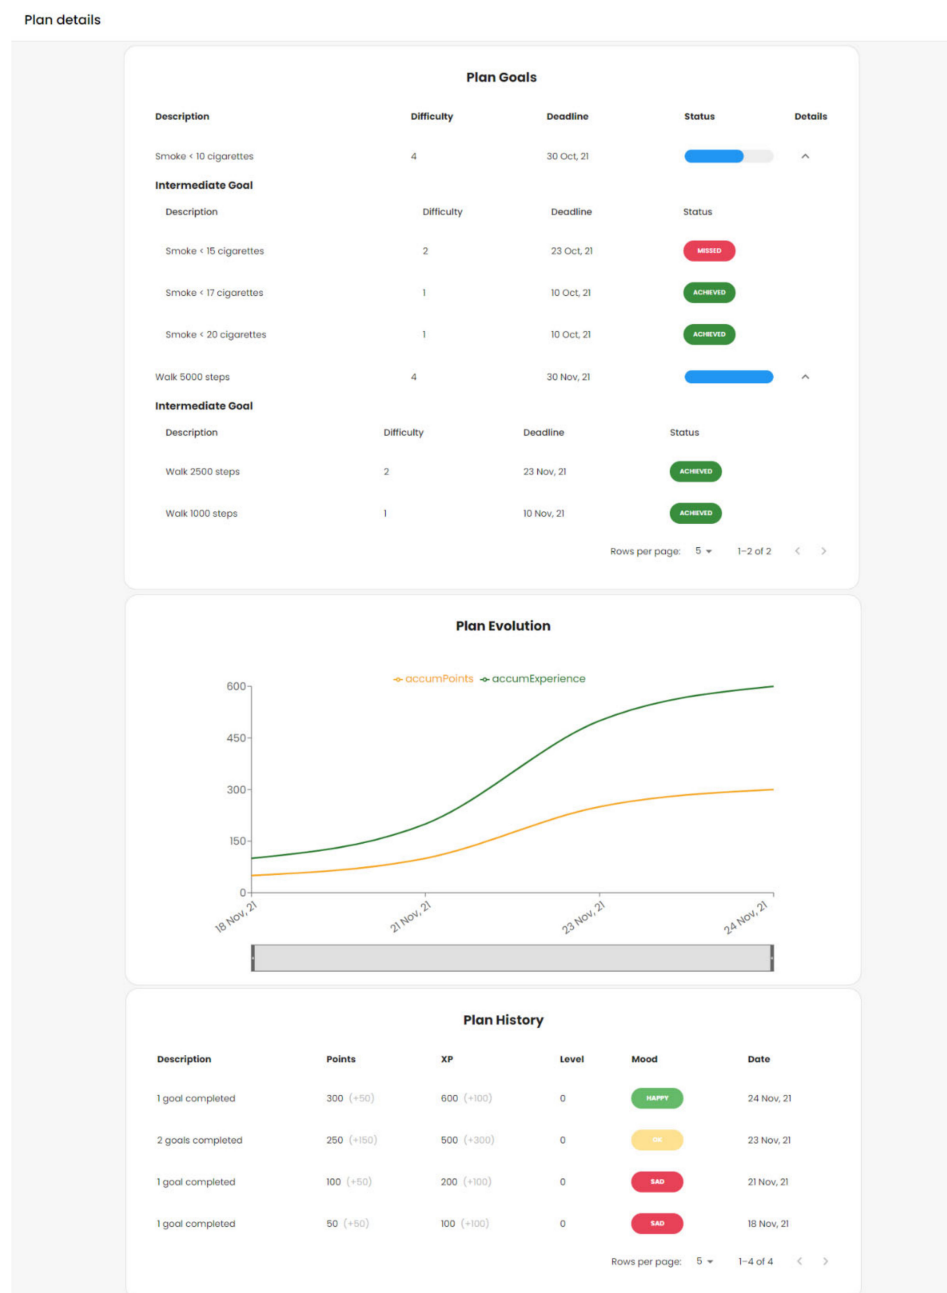 Plan details
Plan Goals
Description Difficulty Deadline Status Details
Smoke < 10 cigarettes 4 30 Oct, 21
Intermediate Goal
Description Difficulty Deadline Status
Smoke < 15 cigarettes 2 23 Oct, 21 MISSED
Smoke < 17 cigarettes 1 10 Oct, 21 ACHIEVED
Smoke < 20 cigarettes 1 10 Oct, 21 ACHIEVED
Walk 5000 steps 4 30 Nov, 21
Intermediate Goal
Description Difficulty Deadline Status
Walk 2500 steps 2 23 Nov, 21 ACHIEVED
Walk 1000 steps 1 10 Nov, 21 ACHIEVED
Rows per page: 5 1-2 of 2 < >
Plan Evolution
accumPoints accumExperience
600
450
300
150
0
18 Nov, 21 21 Nov, 21 23 Nov, 21 24 Nov, 21
Plan History
Description Points XP Level Mood Date
1 goal completed 300 (+50) 600 (+100) 0 HAPPY 24 Nov, 21
2 goals completed 250 (+150) 500 (+300) 0 OK 23 Nov, 21
1 goal completed 100 (+50) 200 (+100) 0 SAD 21 Nov, 21
1 goal completed 50 (+50) 100 (+100) 0 SAD 18 Nov, 21
Rows per page: 5 1-4 of 4 < >